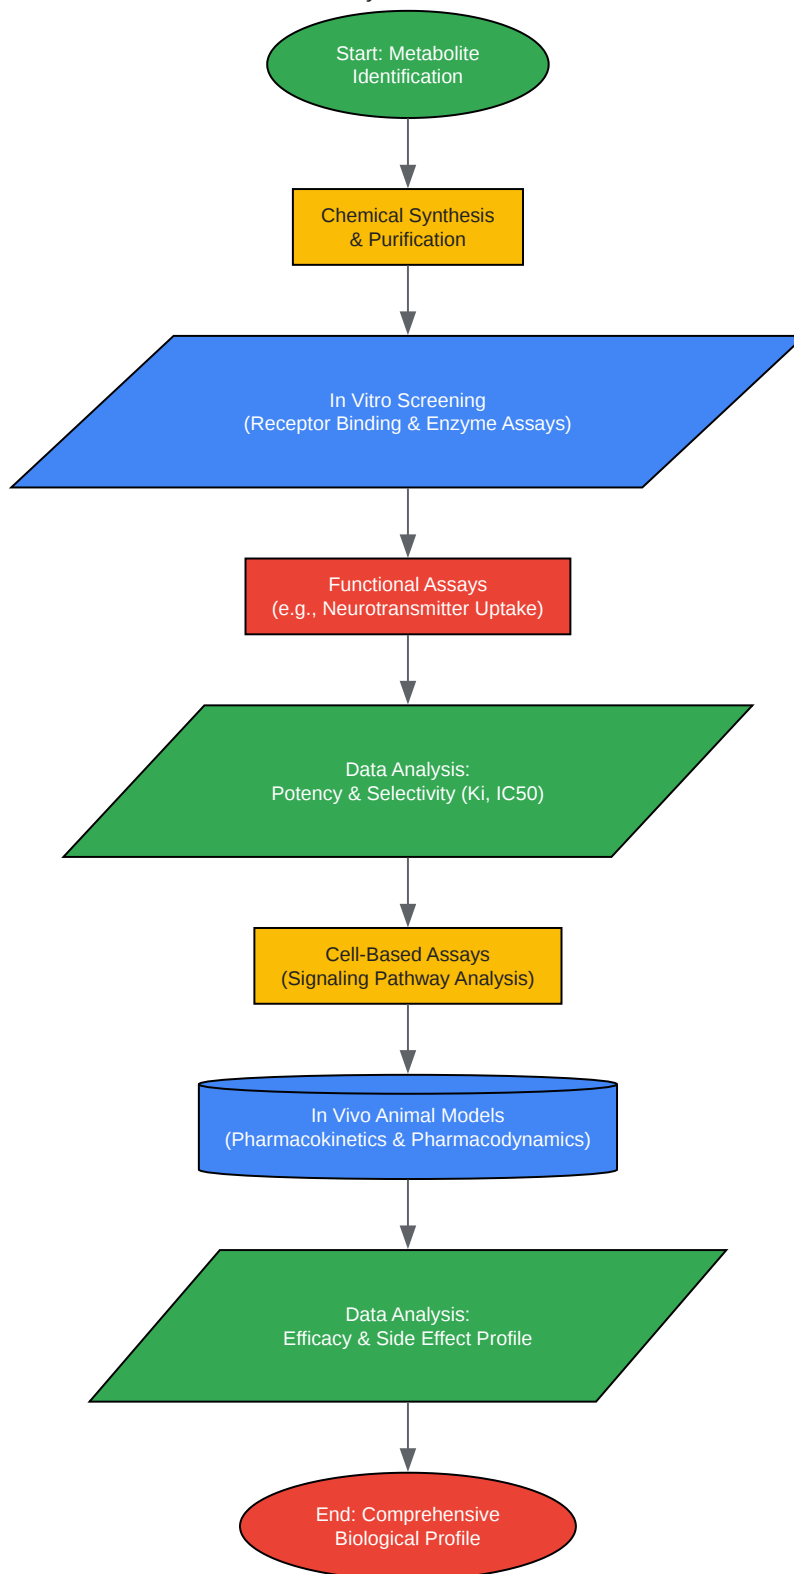 Start: Metabolite
Identification
Chemical Synthesis
& Purification
In Vitro Screening
(Receptor Binding & Enzyme Assays)
Functional Assays
(e.g., Neurotransmitter Uptake)
Data Analysis:
Potency & Selectivity (Ki, IC50)
Cell-Based Assays
(Signaling Pathway Analysis)
In Vivo Animal Models
(Pharmacokinetics & Pharmacodynamics)
Data Analysis:
Efficacy & Side Effect Profile
End: Comprehensive
Biological Profile